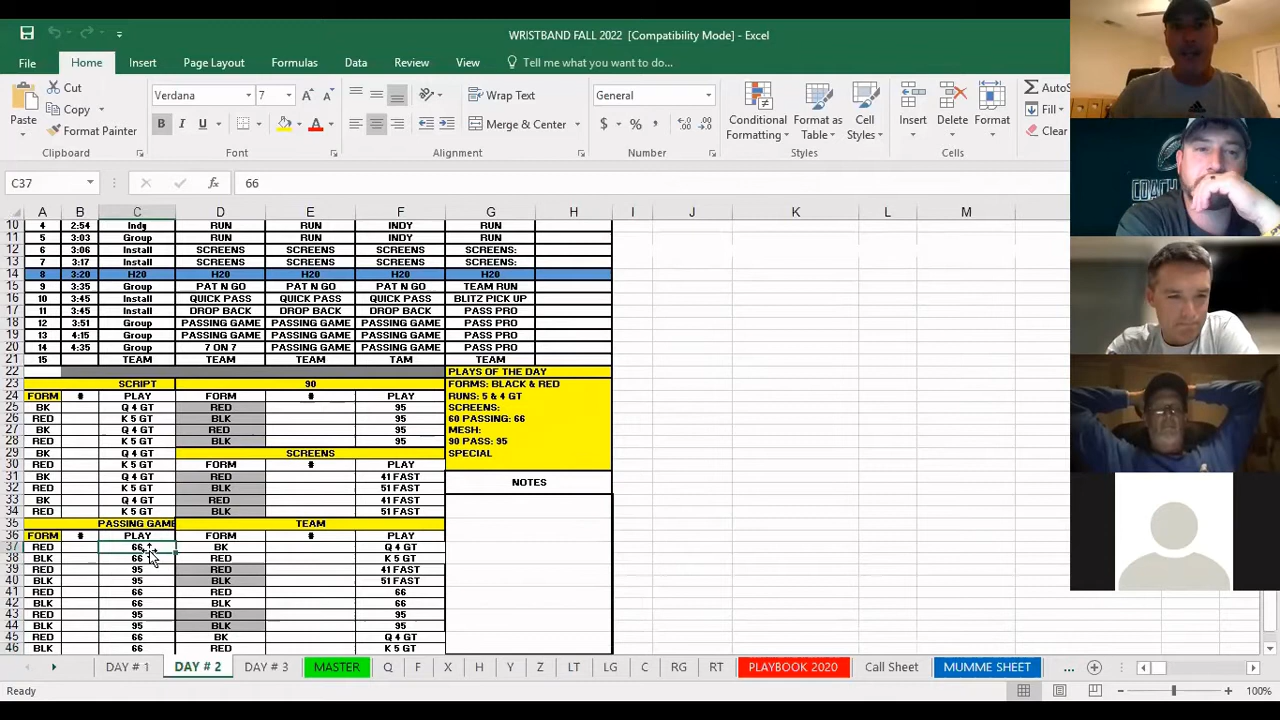 WRISTBAND FALL 2022 [Compatibility Mode] - Excel
File Home Insert Page Layout Formulas Data Review View Tell me what you want to do...
Cut
Copy
Format Painter
Paste
Verdana 7
B I U
Wrap Text
Merge & Center
General
$ % ,
Conditional Formatting
Format as Table
Cell Styles
Insert Delete Format
AutoS
Fill
Clear
Clipboard Font Alignment Number Styles Cells
C37 fx 66
A B C D E F G H I J K L M
10 4 2:54 Indy RUN RUN INDY RUN
11 5 3:03 Group RUN RUN INDY RUN
12 6 3:06 Install SCREENS SCREENS SCREENS SCREENS:
13 7 3:17 Install SCREENS SCREENS SCREENS SCREENS:
14 8 3:20 H20 H20 H20 H20 H20
15 9 3:35 Group PAT N GO PAT N GO PAT N GO TEAM RUN
16 10 3:45 Install QUICK PASS QUICK PASS QUICK PASS BLITZ PICK UP
17 11 3:45 Install DROP BACK DROP BACK DROP BACK PASS PRO
18 12 3:51 Group PASSING GAME PASSING GAME PASSING GAME PASS PRO
19 13 4:15 Group PASSING GAME PASSING GAME PASSING GAME PASS PRO
20 14 4:35 Group 7 ON 7 PASSING GAME PASSING GAME PASS PRO
21 15 TEAM TEAM TEAM TAM TEAM
22 PLAYS OF THE DAY
23 SCRIPT 90 FORMS: BLACK & RED
24 FORM # PLAY FORM # PLAY RUNS: 5 & 4 GT
25 BK Q 4 GT RED 95 SCREENS:
26 RED K 5 GT BLK 95 60 PASSING: 66
27 BK Q 4 GT RED 95 MESH:
28 RED K 5 GT BLK 95 90 PASS: 95
29 BK Q 4 GT SCREENS SPECIAL
30 RED K 5 GT FORM # PLAY
31 BK Q 4 GT RED 41 FAST NOTES
32 RED K 5 GT BLK 51 FAST
33 BK Q 4 GT RED 41 FAST
34 RED K 5 GT BLK 51 FAST
35 PASSING GAME TEAM
36 FORM # PLAY FORM # PLAY
37 RED 66 BK Q 4 GT
38 BLK 66 RED K 5 GT
39 RED 95 RED 41 FAST
40 BLK 95 BLK 51 FAST
41 RED 66 RED 66
42 BLK 66 BLK 66
43 RED 95 RED 95
44 BLK 95 BLK 95
45 RED 66 BK Q 4 GT
46 BLK 66 RED K 5 GT
DAY # 1 DAY # 2 DAY # 3 MASTER Q F X H Y Z LT LG C RG RT PLAYBOOK 2020 Call Sheet MUMME SHEET ...
Ready 100%
COACH